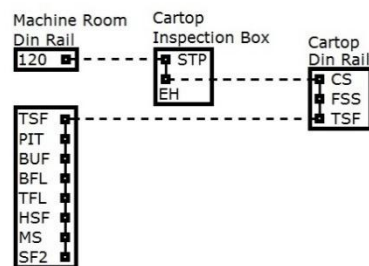 Machine Room
Din Rail
120
Cartop
Inspection Box
STP
EH
Cartop
Din Rail
CS
FSS
TSF
TSF
PIT
BUF
BFL
TFL
HSF
MS
SF2